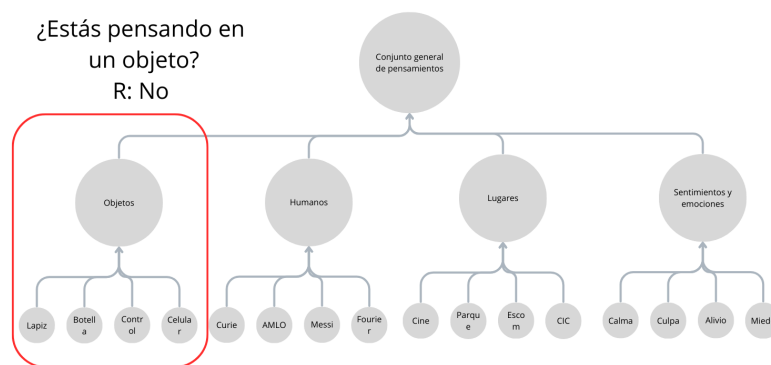 ¿Estás pensando en
un objeto?
R: No
Conjunto general
de pensamientos
Objetos
Humanos
Lugares
Sentimientos y
emociones
Lapiz
Botell
a
Contr
ol
Celula
r
Curie
AMLO
Messi
Fourie
r
Cine
Parqu
e
Esco
m
CIC
Calma
Culpa
Alivio
Mied